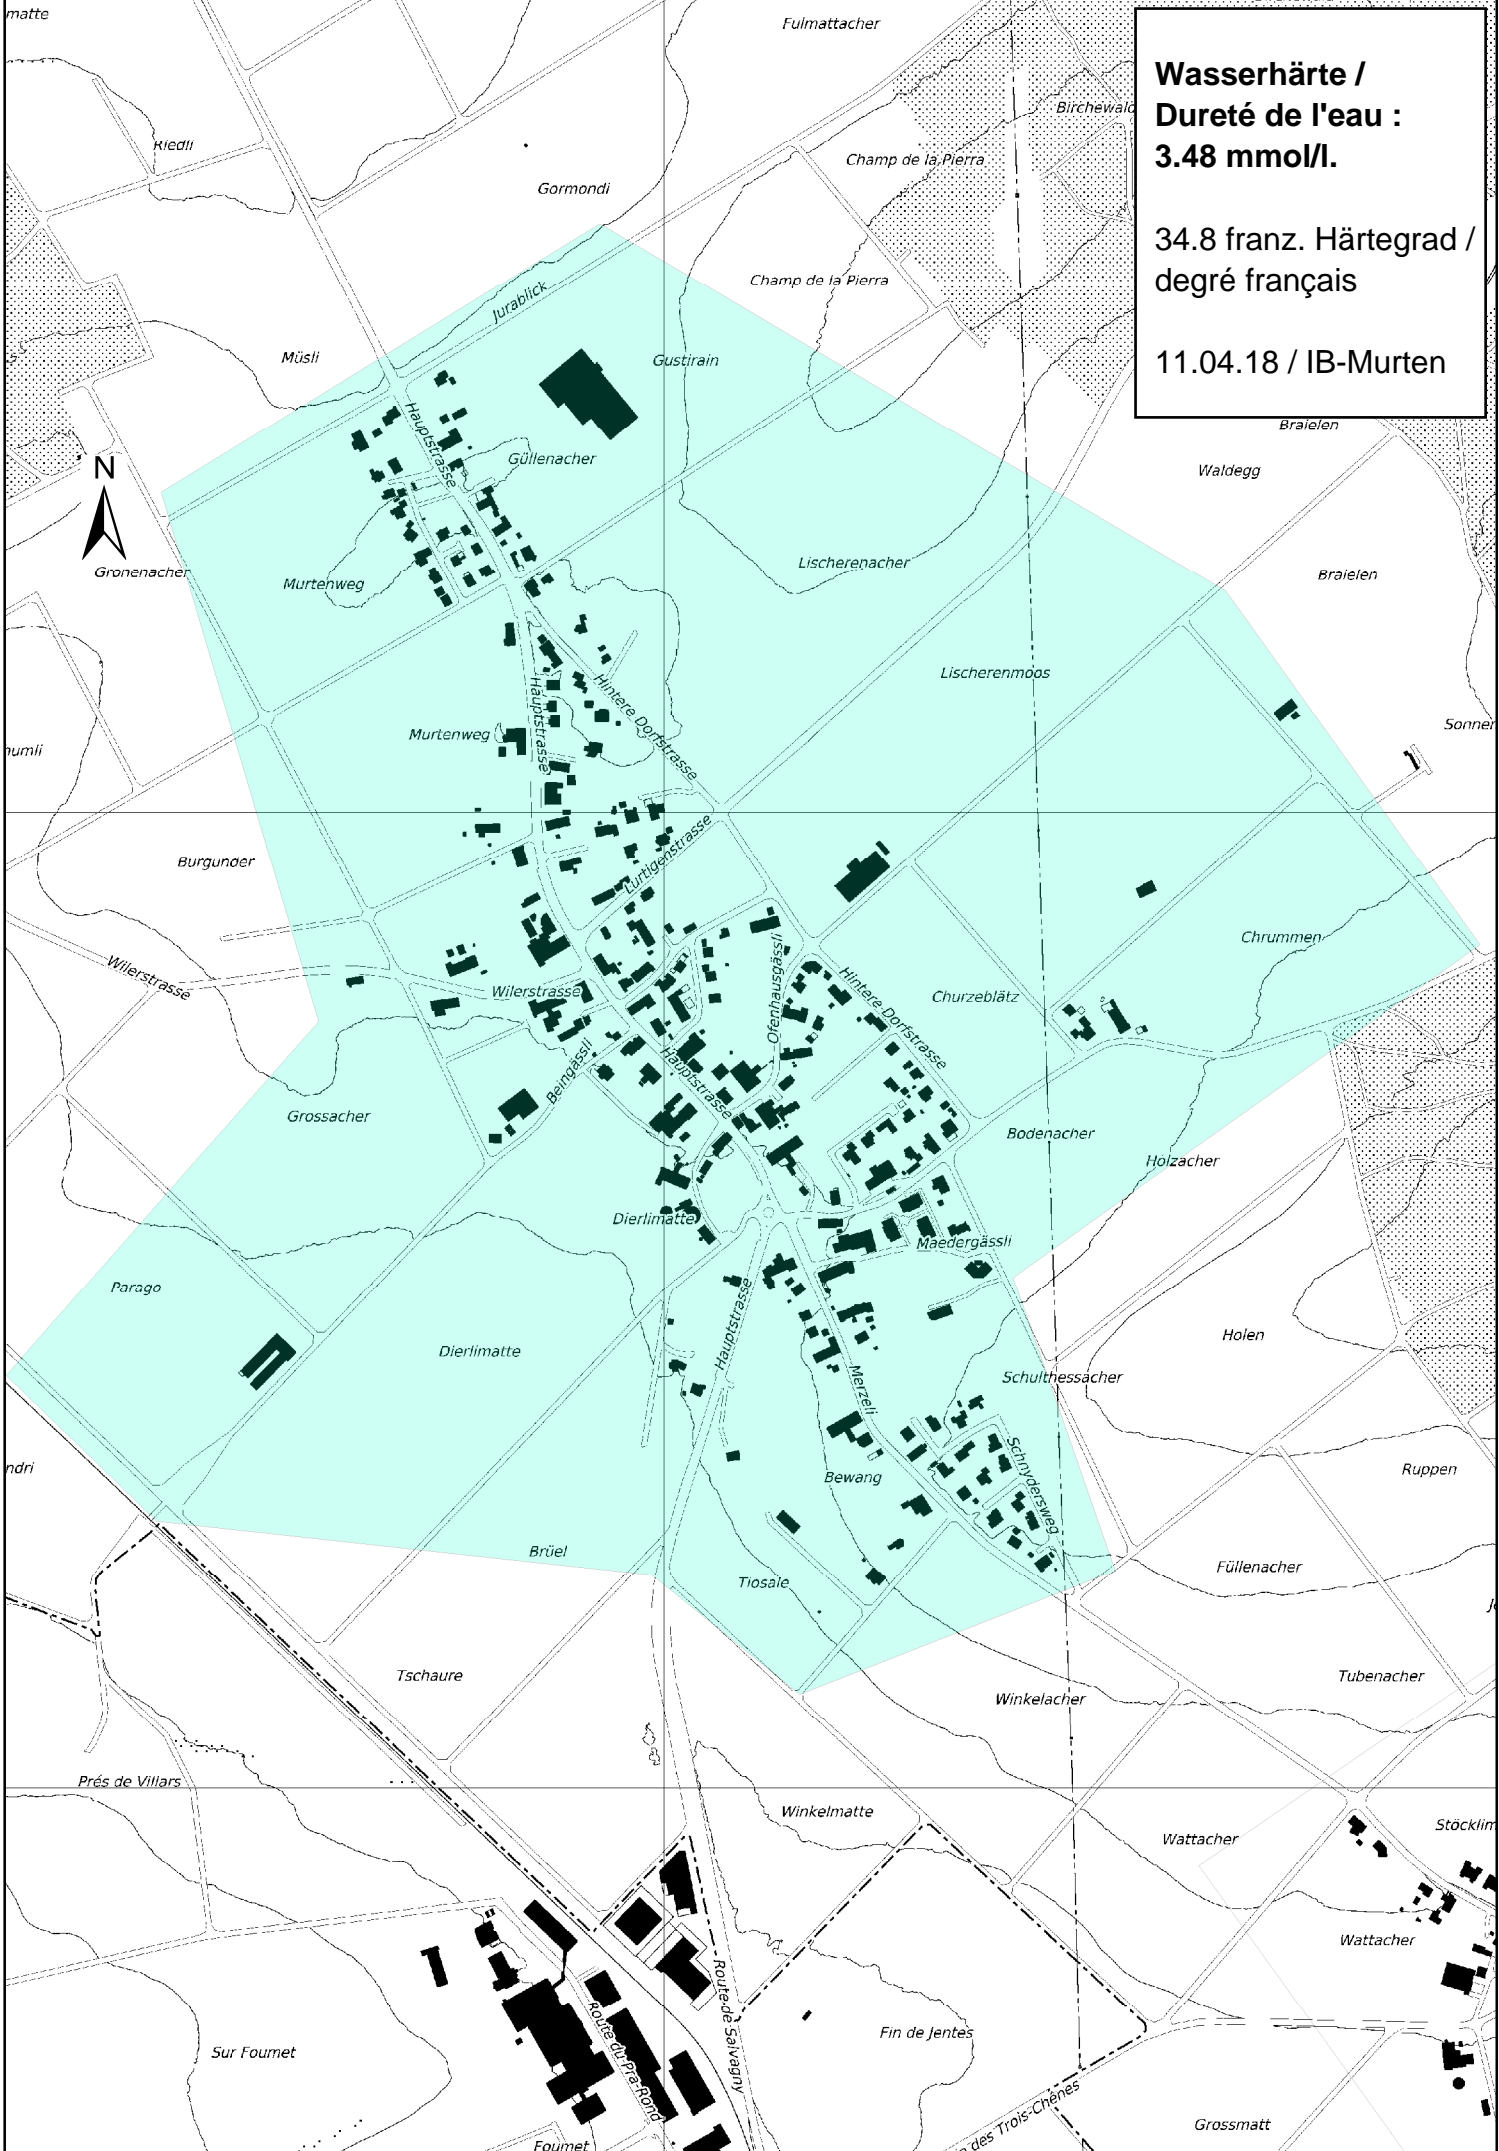 matte
Fulmattacher
Wasserhärte /
Dureté de l'eau :
3.48 mmol/l.
34.8 franz. Härtegrad /
degré français
11.04.18 / IB-Murten
Birchewald
Riedli
Champ de la Pierra
Gormondi
Champ de la Pierra
Jurablick
Müsli
Gustirain
Hauptstrasse
Braielen
N
Güllenacher
Waldegg
Gronenacher
Murtenweg
Lischerenacher
Braielen
Lischerenmoos
Hauptstrasse
Hintere Dorfstrasse
Murtenweg
Sonner
umli
Burgunder
Lurtigenstrasse
Chrummen
Wilerstrasse
Wilerstrasse
Ofenhausgässli
Hintere Dorfstrasse
Churzeblätz
Beingässli
Hauptstrasse
Grossacher
Bodenacher
Holzacher
Dierlimatte
Maedergässli
Parago
Hauptstrasse
Holen
Dierlimatte
Merzeli
Schulthessacher
ndri
Bewang
Schnydersweg
Ruppen
Brüel
Tiosale
Füllenacher
Tschaure
Winkelacher
Tubenacher
Prés de Villars
Winkelmatte
Wattacher
Stöcklim
Wattacher
Route de Salvagny
Route du Pra-Rond
Fin de Jentes
Sur Foumet
des Trois-Chênes
Grossmatt
Foumet